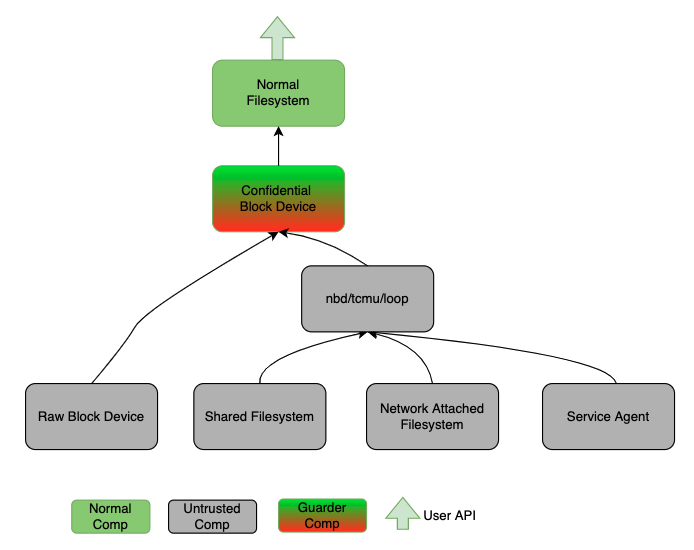 Normal
Filesystem
Confidential
Block Device
nbd/tcmu/loop
Raw Block Device
Shared Filesystem
Network Attached
Filesystem
Service Agent
Normal
Comp
Untrusted
Comp
Guarder
Comp
User API